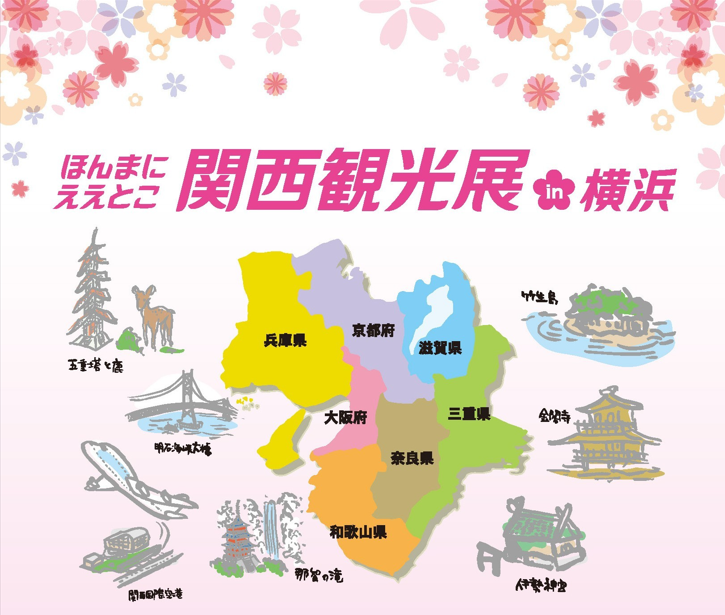 ほんまに
ええとこ
関西観光展 in 横浜
五重塔と鹿
兵庫県
京都府
滋賀県
竹生島
明石海峡大橋
大阪府
三重県
金閣寺
奈良県
和歌山県
関西国際空港
那智の滝
伊勢神宮